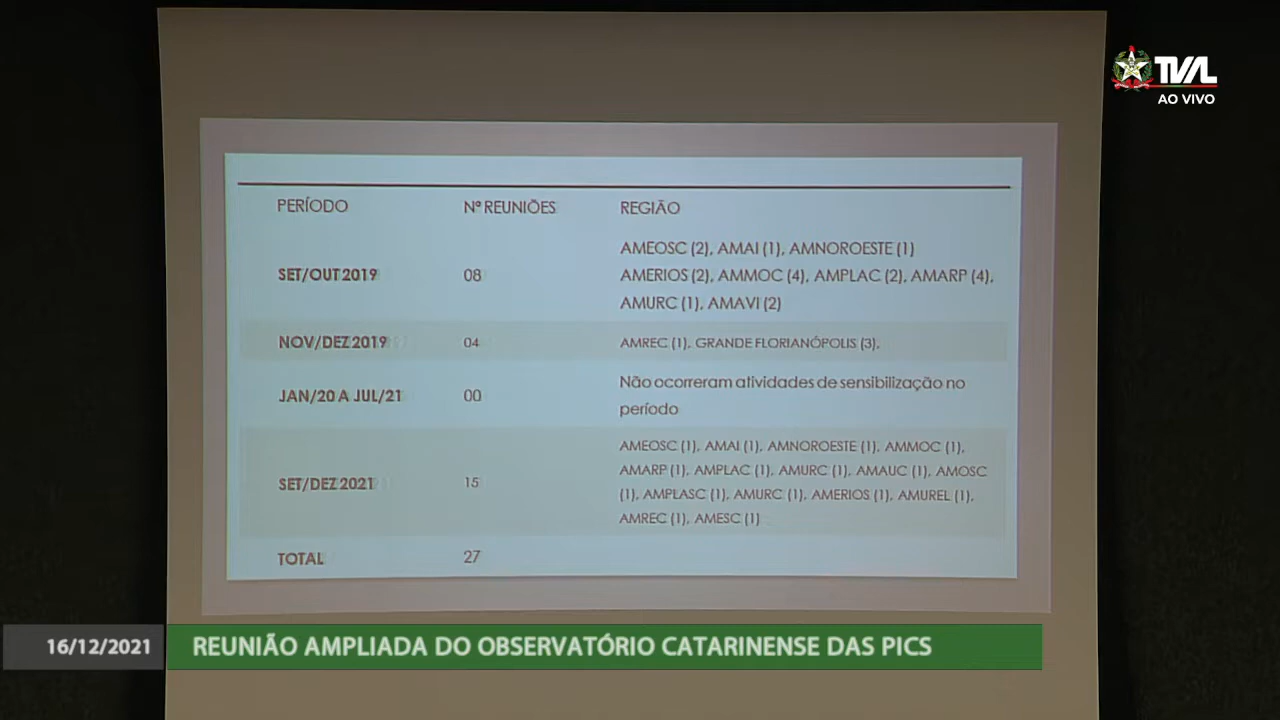 TVAL
AO VIVO
PERÍODO Nº REUNIÕES REGIÃO
AMEOSC (2), AMAI (1), AMNOROESTE (1)
SET/OUT 2019 08 AMERIOS (2), AMMOC (4), AMPLAC (2), AMARP (4),
AMURC (1), AMAVI (2)
NOV/DEZ 2019 04 AMREC (1), GRANDE FLORIANÓPOLIS (3).
Não ocorreram atividades de sensibilização no
JAN/20 A JUL/21 00
período
AMEOSC (1), AMAI (1), AMNOROESTE (1), AMMOC (1),
AMARP (1), AMPLAC (1), AMURC (1), AMAUC (1), AMOSC
SET/DEZ 2021 15
(1), AMPLASC (1), AMURC (1), AMERIOS (1), AMUREL (1),
AMREC (1), AMESC (1)
TOTAL 27
16/12/2021 REUNIÃO AMPLIADA DO OBSERVATÓRIO CATARINENSE DAS PICS